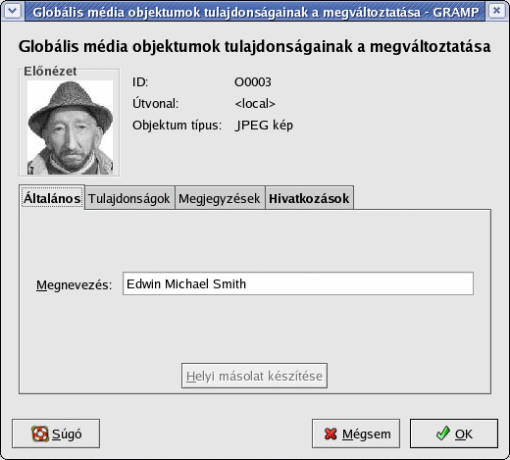 Globális média objektumok tulajdonságainak a megváltoztatása - GRAMP
Globális média objektumok tulajdonságainak a megváltoztatása
Előnézet
ID: O0003
Útvonal: <local>
Objektum típus: JPEG kép
Általános Tulajdonságok Megjegyzések Hivatkozások
Megnevezés: Edwin Michael Smith
Helyi másolat készítése
Súgó Mégsem OK